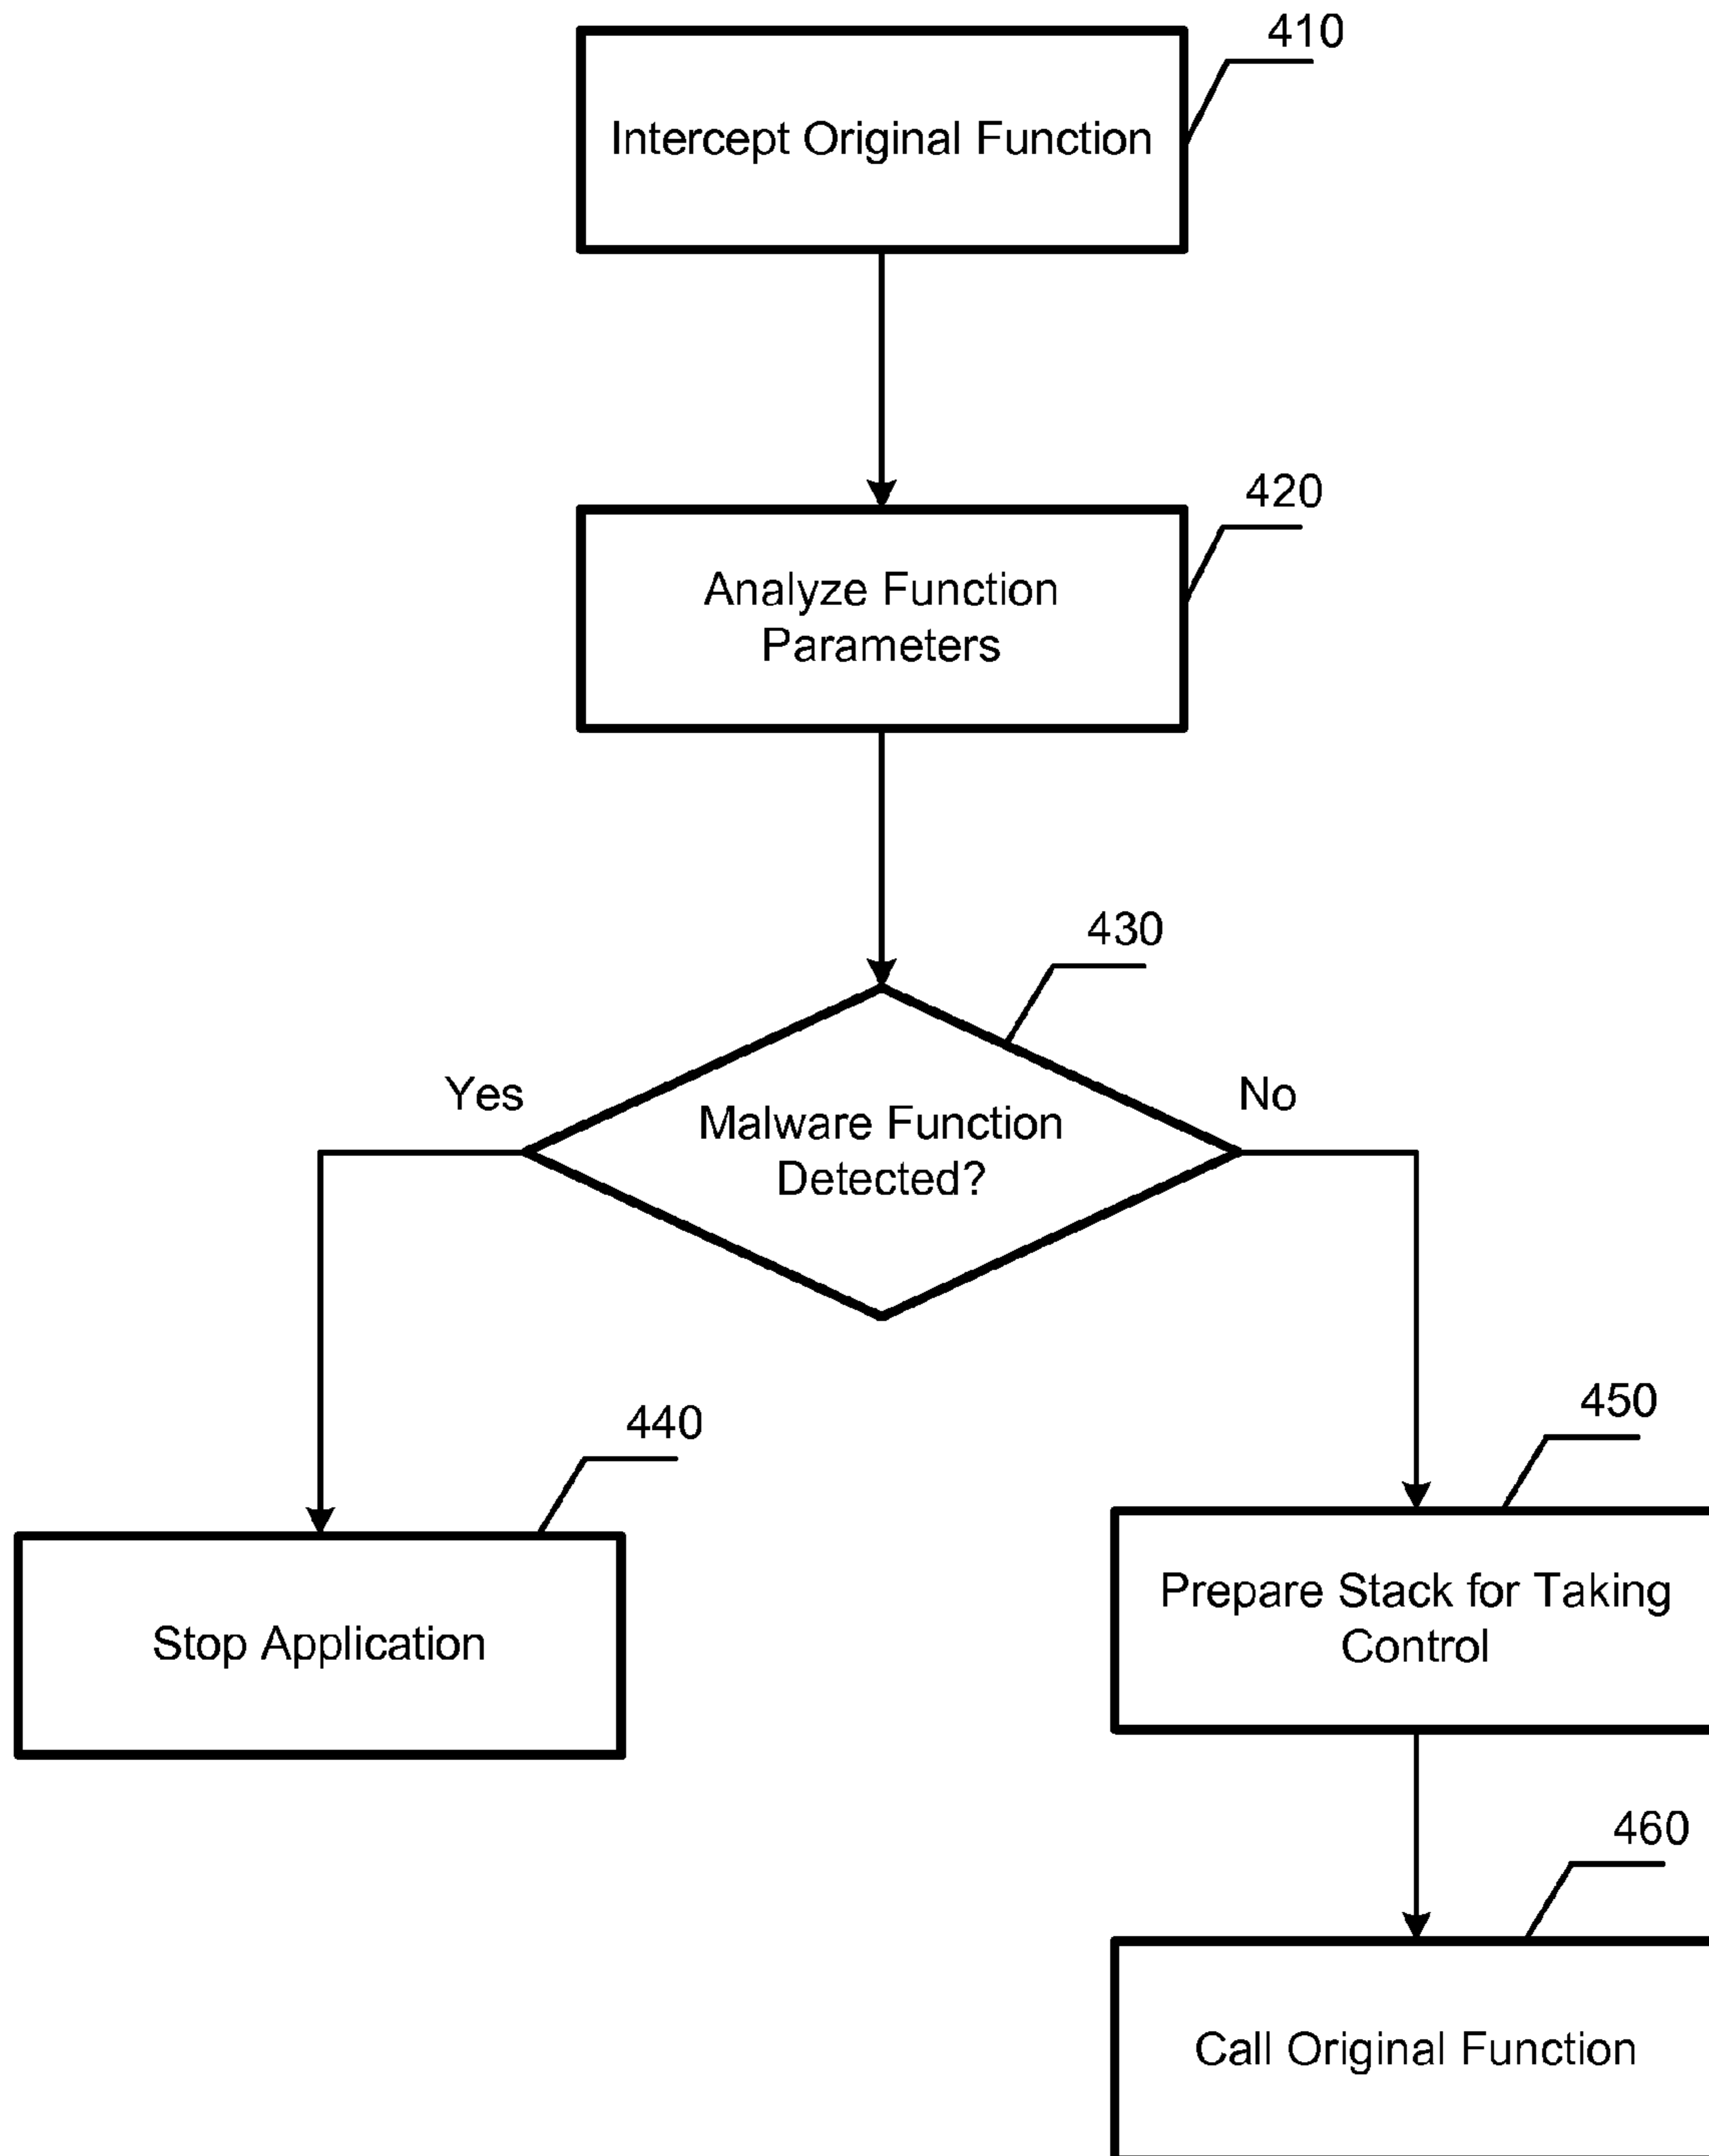 410
Intercept Original Function
420
Analyze Function
Parameters
430
Yes
No
Malware Function
Detected?
440
450
Stop Application
Prepare Stack for Taking
Control
460
Call Original Function